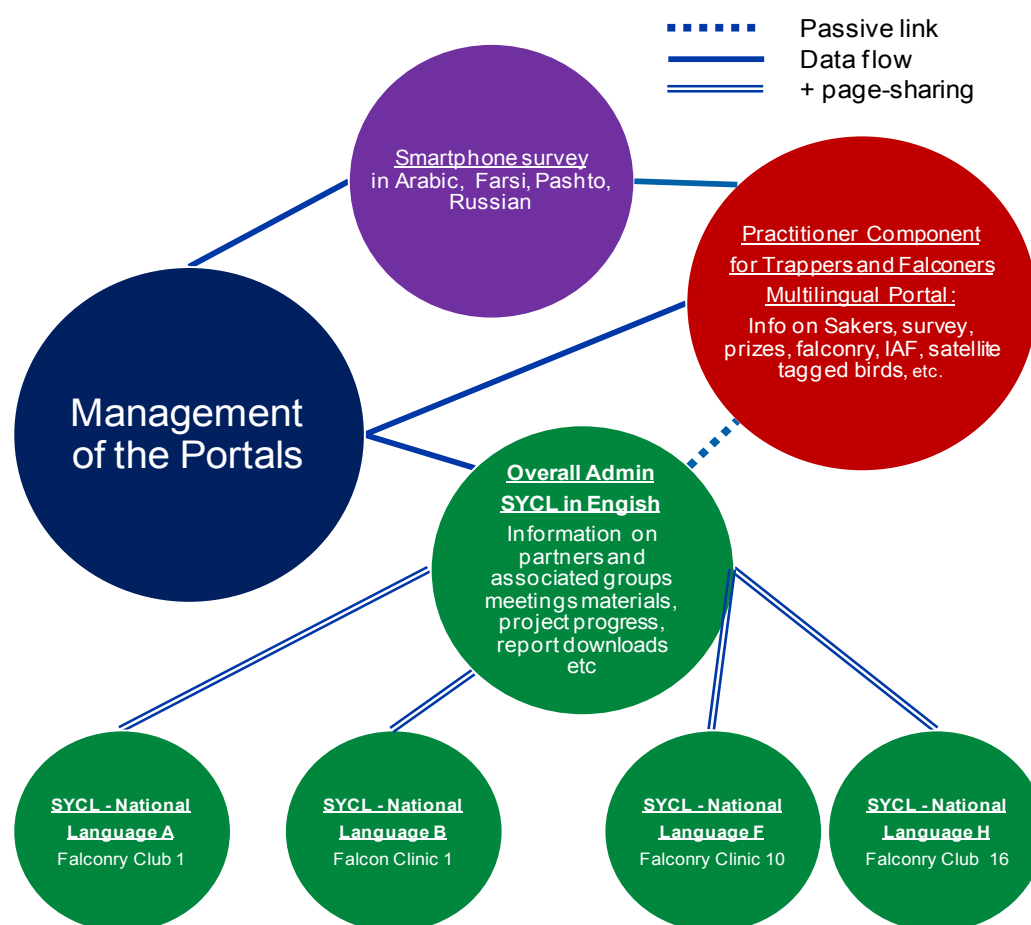 Passive link
Data flow
+ page-sharing
Smartphone survey
in Arabic, Farsi, Pashto,
Russian
Practitioner Component
for Trappers and Falconers
Multilingual Portal:
Info on Sakers, survey,
prizes, falconry, IAF, satellite
tagged birds, etc.
Management
of the Portals
Overall Admin
SYCL in Engish
Information on
partners and
associated groups
meetings materials,
project progress,
report downloads
etc
SYCL - National
Language A
Falconry Club 1
SYCL - National
Language B
Falcon Clinic 1
SYCL - National
Language F
Falconry Clinic 10
SYCL - National
Language H
Falconry Club 16